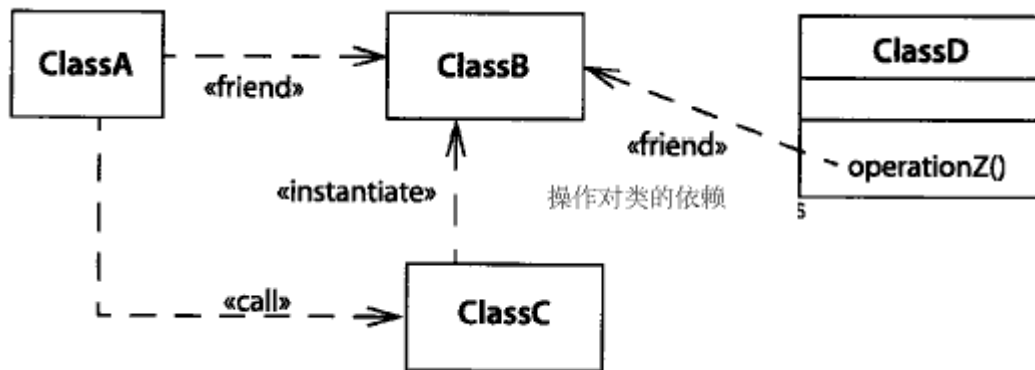 ClassA
«friend»
ClassB
ClassD
«friend»
operationZ()
«instantiate»
操作对类的依赖
«call»
ClassC